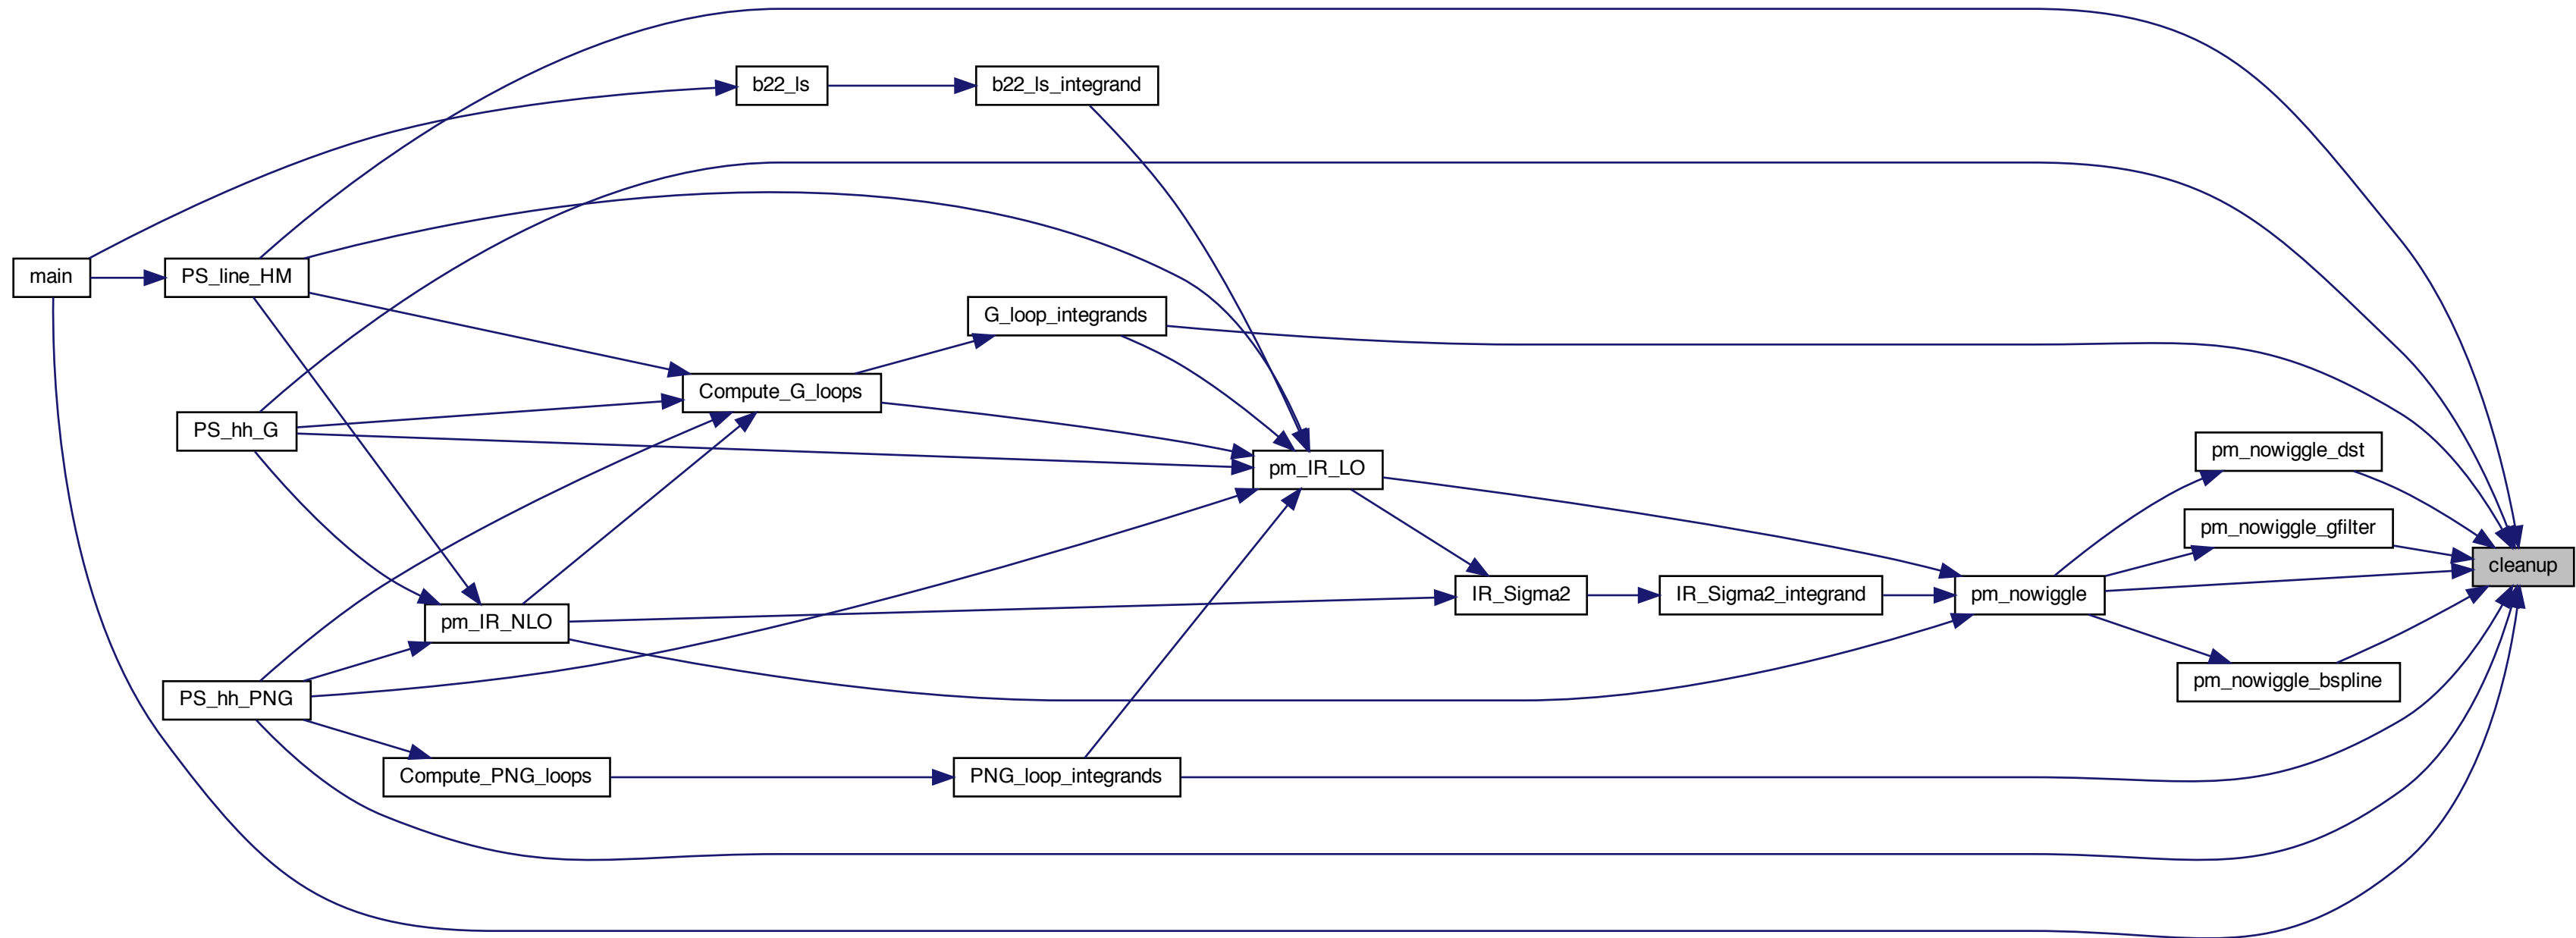 b22_ls
b22_ls_integrand
main
PS_line_HM
G_loop_integrands
Compute_G_loops
PS_hh_G
pm_IR_LO
pm_nowiggle_dst
pm_nowiggle_gfilter
cleanup
IR_Sigma2
IR_Sigma2_integrand
pm_nowiggle
pm_IR_NLO
pm_nowiggle_bspline
PS_hh_PNG
Compute_PNG_loops
PNG_loop_integrands